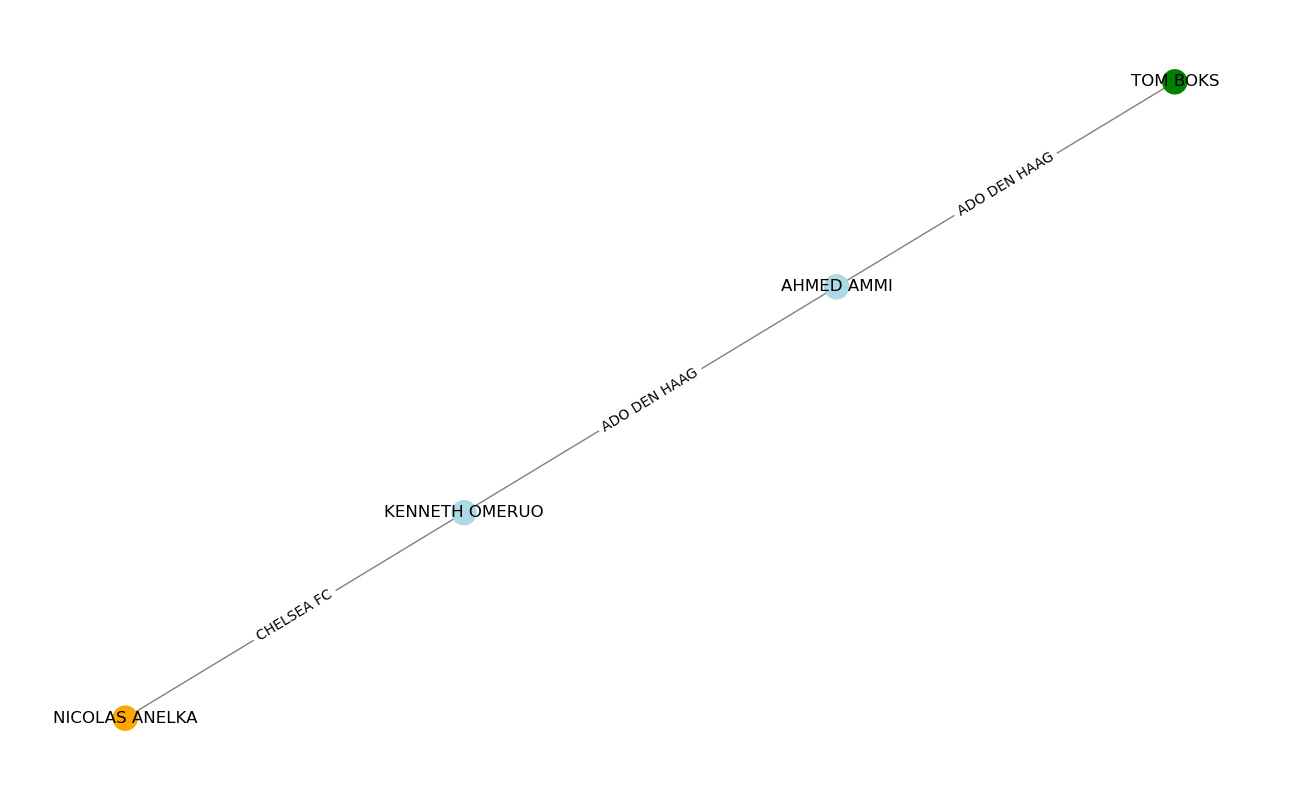 TOM BOKS
ADO DEN HAAG
AHMED AMMI
ADO DEN HAAG
KENNETH OMERUO
CHELSEA FC
NICOLAS ANELKA